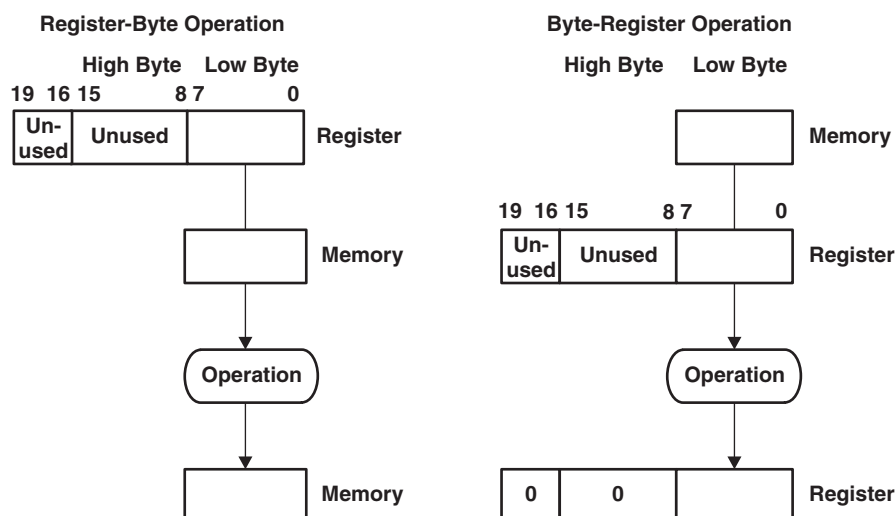 Register-Byte Operation
High Byte Low Byte
19 16 15 8 7 0
Un-
used
Unused
Register
Memory
Operation
Memory
Byte-Register Operation
High Byte Low Byte
Memory
19 16 15 8 7 0
Un-
used
Unused
Register
Operation
0 0
Register